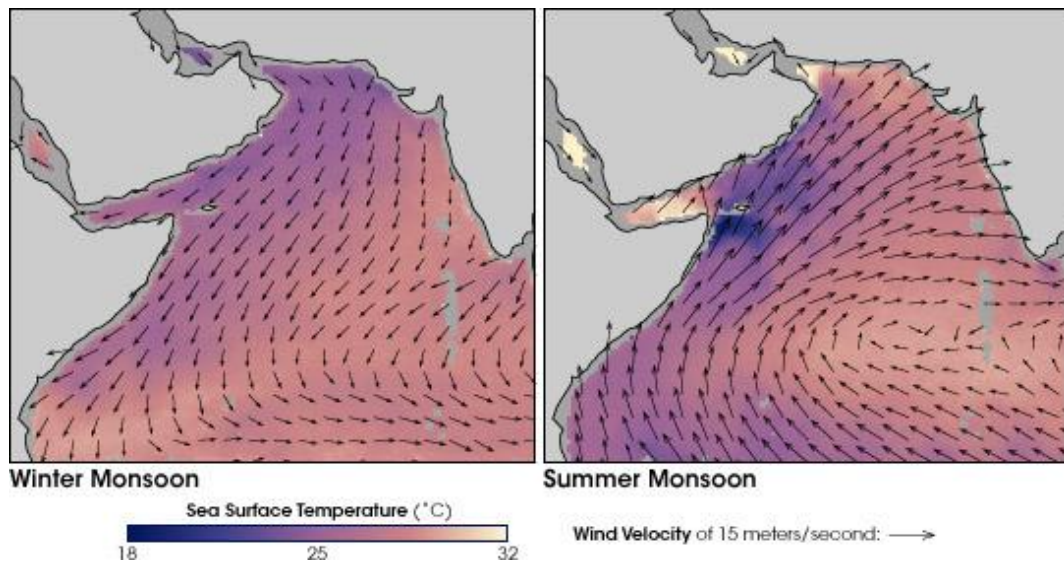 Winter Monsoon
Summer Monsoon
Sea Surface Temperature (˚C)
18 25 32
Wind Velocity of 15 meters/second: